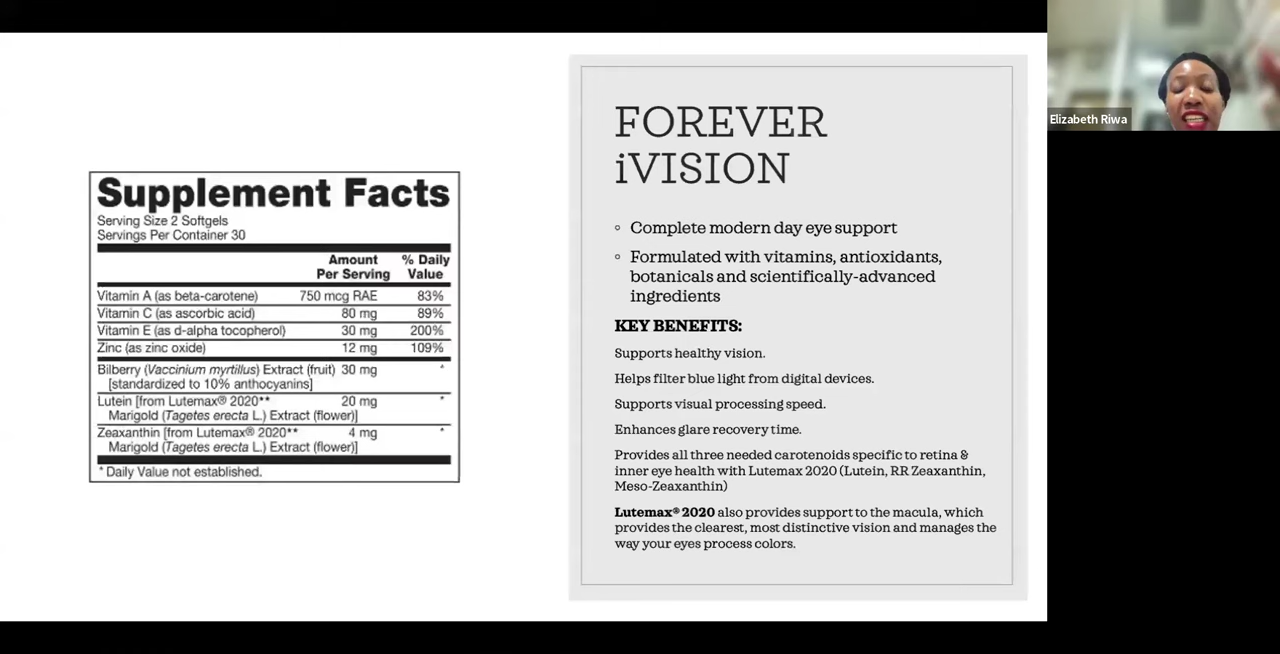 Supplement Facts
Serving Size 2 Softgels
Servings Per Container 30
Amount Per Serving % Daily Value
Vitamin A (as beta-carotene) 750 mcg RAE 83%
Vitamin C (as ascorbic acid) 80 mg 89%
Vitamin E (as d-alpha tocopherol) 30 mg 200%
Zinc (as zinc oxide) 12 mg 109%
Bilberry (Vaccinium myrtillus) Extract (fruit) 30 mg *
[standardized to 10% anthocyanins]
Lutein [from Lutemax® 2020** 20 mg *
Marigold (Tagetes erecta L.) Extract (flower)]
Zeaxanthin [from Lutemax® 2020** 4 mg *
Marigold (Tagetes erecta L.) Extract (flower)]
* Daily Value not established.
FOREVER
iVISION
◦ Complete modern day eye support
◦ Formulated with vitamins, antioxidants,
botanicals and scientifically-advanced
ingredients
KEY BENEFITS:
Supports healthy vision.
Helps filter blue light from digital devices.
Supports visual processing speed.
Enhances glare recovery time.
Provides all three needed carotenoids specific to retina &
inner eye health with Lutemax 2020 (Lutein, RR Zeaxanthin,
Meso-Zeaxanthin)
Lutemax® 2020 also provides support to the macula, which
provides the clearest, most distinctive vision and manages the
way your eyes process colors.
Elizabeth Riwa